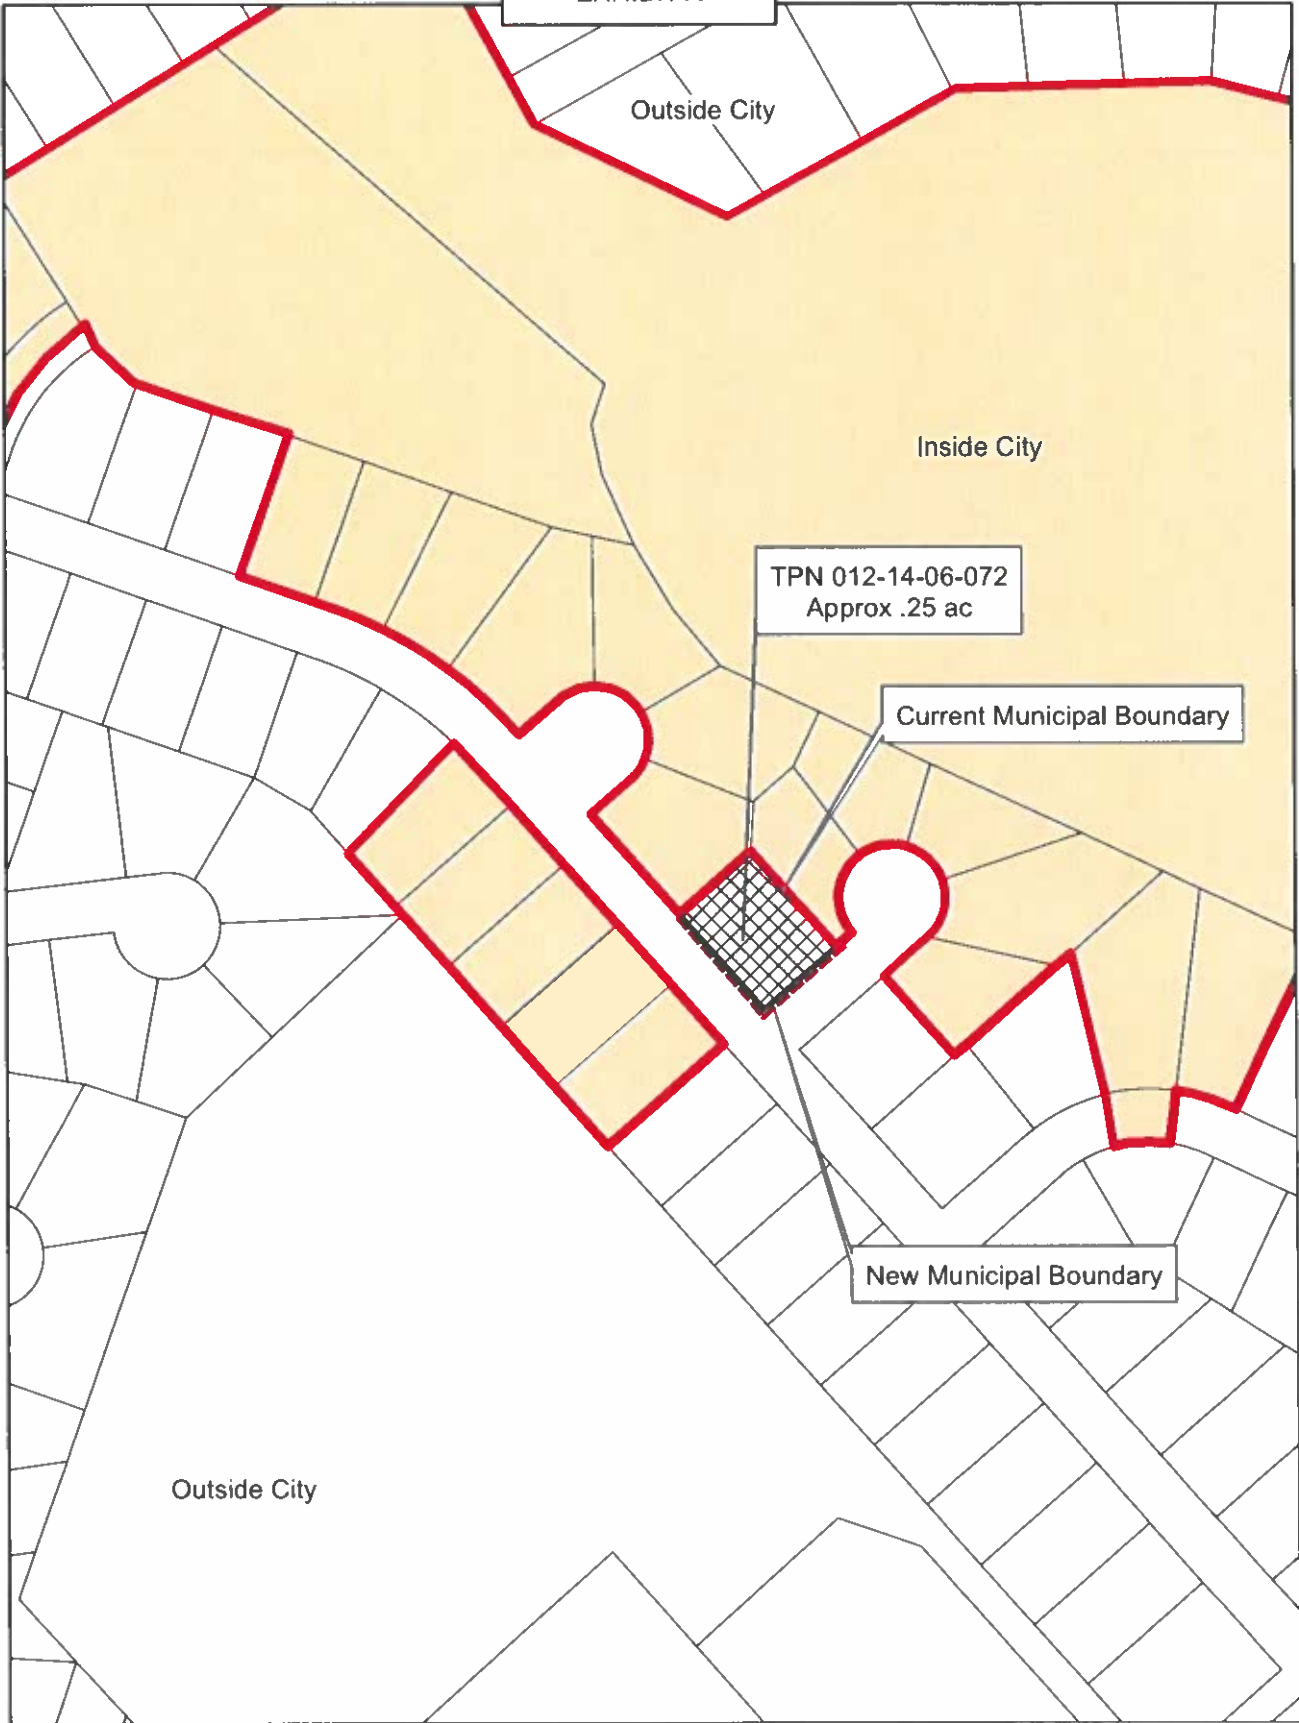 Outside City
Inside City
TPN 012-14-06-072
Approx .25 ac
Current Municipal Boundary
New Municipal Boundary
Outside City